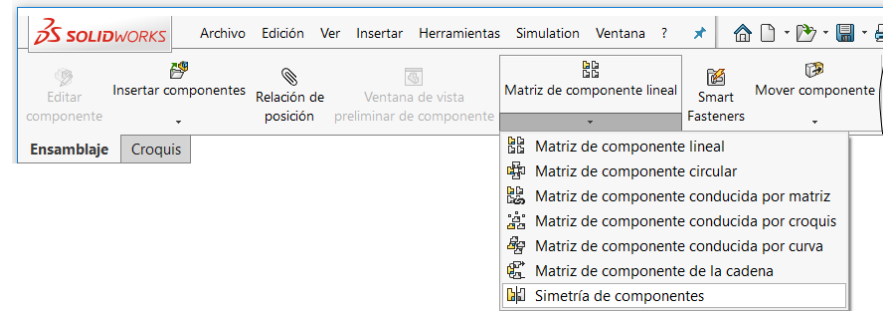 SOLIDWORKS Archivo Edición Ver Insertar Herramientas Simulation Ventana ?
Editar componente
Insertar componentes
Relación de posición
Ventana de vista preliminar de componente
Matriz de componente lineal
Smart Fasteners
Mover componente
Ensamblaje Croquis
Matriz de componente lineal
Matriz de componente circular
Matriz de componente conducida por matriz
Matriz de componente conducida por croquis
Matriz de componente conducida por curva
Matriz de componente de la cadena
Simetría de componentes